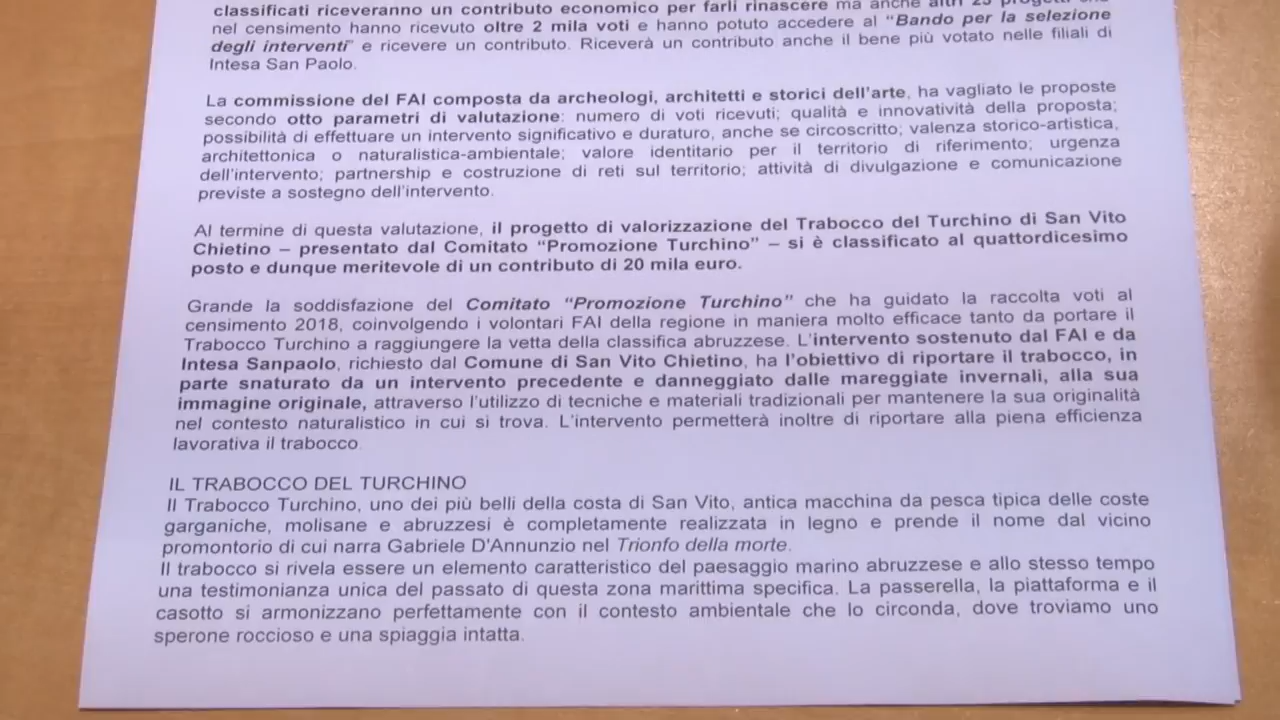 classificati riceveranno un contributo economico per farli rinascere ma anche altri 25 progetti che
nel censimento hanno ricevuto oltre 2 mila voti e hanno potuto accedere al “Bando per la selezione
degli interventi” e ricevere un contributo. Riceverà un contributo anche il bene più votato nelle filiali di
Intesa San Paolo.
La commissione del FAI composta da archeologi, architetti e storici dell’arte, ha vagliato le proposte
secondo otto parametri di valutazione: numero di voti ricevuti; qualità e innovatività della proposta;
possibilità di effettuare un intervento significativo e duraturo, anche se circoscritto; valenza storico-artistica,
architettonica o naturalistica-ambientale; valore identitario per il territorio di riferimento; urgenza
dell’intervento; partnership e costruzione di reti sul territorio; attività di divulgazione e comunicazione
previste a sostegno dell’intervento.
Al termine di questa valutazione, il progetto di valorizzazione del Trabocco del Turchino di San Vito
Chietino – presentato dal Comitato “Promozione Turchino” – si è classificato al quattordicesimo
posto e dunque meritevole di un contributo di 20 mila euro.
Grande la soddisfazione del Comitato “Promozione Turchino” che ha guidato la raccolta voti al
censimento 2018, coinvolgendo i volontari FAI della regione in maniera molto efficace tanto da portare il
Trabocco Turchino a raggiungere la vetta della classifica abruzzese. L’intervento sostenuto dal FAI e da
Intesa Sanpaolo, richiesto dal Comune di San Vito Chietino, ha l’obiettivo di riportare il trabocco, in
parte snaturato da un intervento precedente e danneggiato dalle mareggiate invernali, alla sua
immagine originale, attraverso l’utilizzo di tecniche e materiali tradizionali per mantenere la sua originalità
nel contesto naturalistico in cui si trova. L’intervento permetterà inoltre di riportare alla piena efficienza
lavorativa il trabocco
IL TRABOCCO DEL TURCHINO
Il Trabocco Turchino, uno dei più belli della costa di San Vito, antica macchina da pesca tipica delle coste
garganiche, molisane e abruzzesi è completamente realizzata in legno e prende il nome dal vicino
promontorio di cui narra Gabriele D'Annunzio nel Trionfo della morte.
Il trabocco si rivela essere un elemento caratteristico del paesaggio marino abruzzese e allo stesso tempo
una testimonianza unica del passato di questa zona marittima specifica. La passerella, la piattaforma e il
casotto si armonizzano perfettamente con il contesto ambientale che lo circonda, dove troviamo uno
sperone roccioso e una spiaggia intatta.